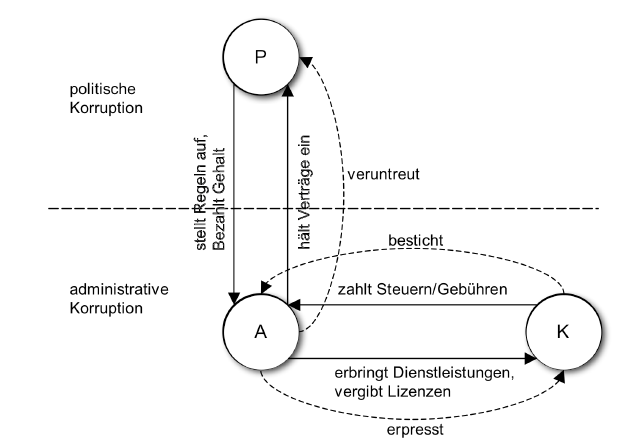 P
politische
Korruption
stellt Regeln auf,
Bezahlt Gehalt
hält Verträge ein
veruntreut
besticht
administrative
Korruption
zahlt Steuern/Gebühren
A
K
erbringt Dienstleistungen,
vergibt Lizenzen
erpresst